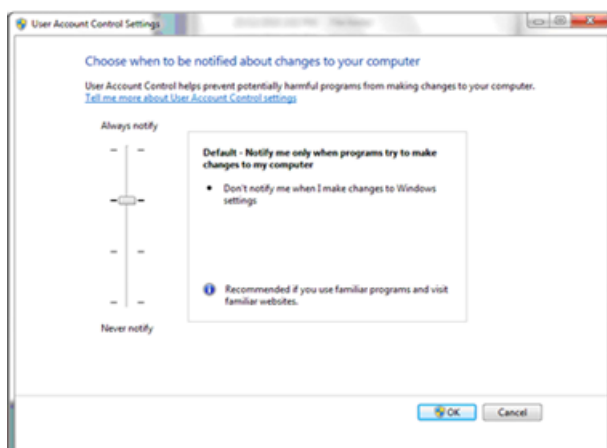 User Account Control Settings
Choose when to be notified about changes to your computer
User Account Control helps prevent potentially harmful programs from making changes to your computer.
Tell me more about User Account Control settings
Always notify
Default - Notify me only when programs try to make
changes to my computer
• Don't notify me when I make changes to Windows
settings
Recommended if you use familiar programs and visit
familiar websites.
Never notify
OK Cancel